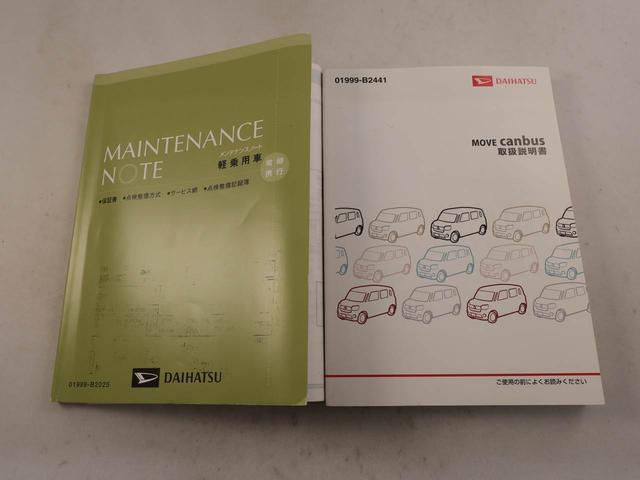 MAINTENANCE
NOTE
メンテナンスノート
軽乗用車
常時
携行
•保証書 •点検整備方式 •サービス網 •点検整備記録簿
01999-B2025
DAIHATSU
01999-B2441
DAIHATSU
MOVE canbus
取扱説明書
ご使用の前によくお読みください